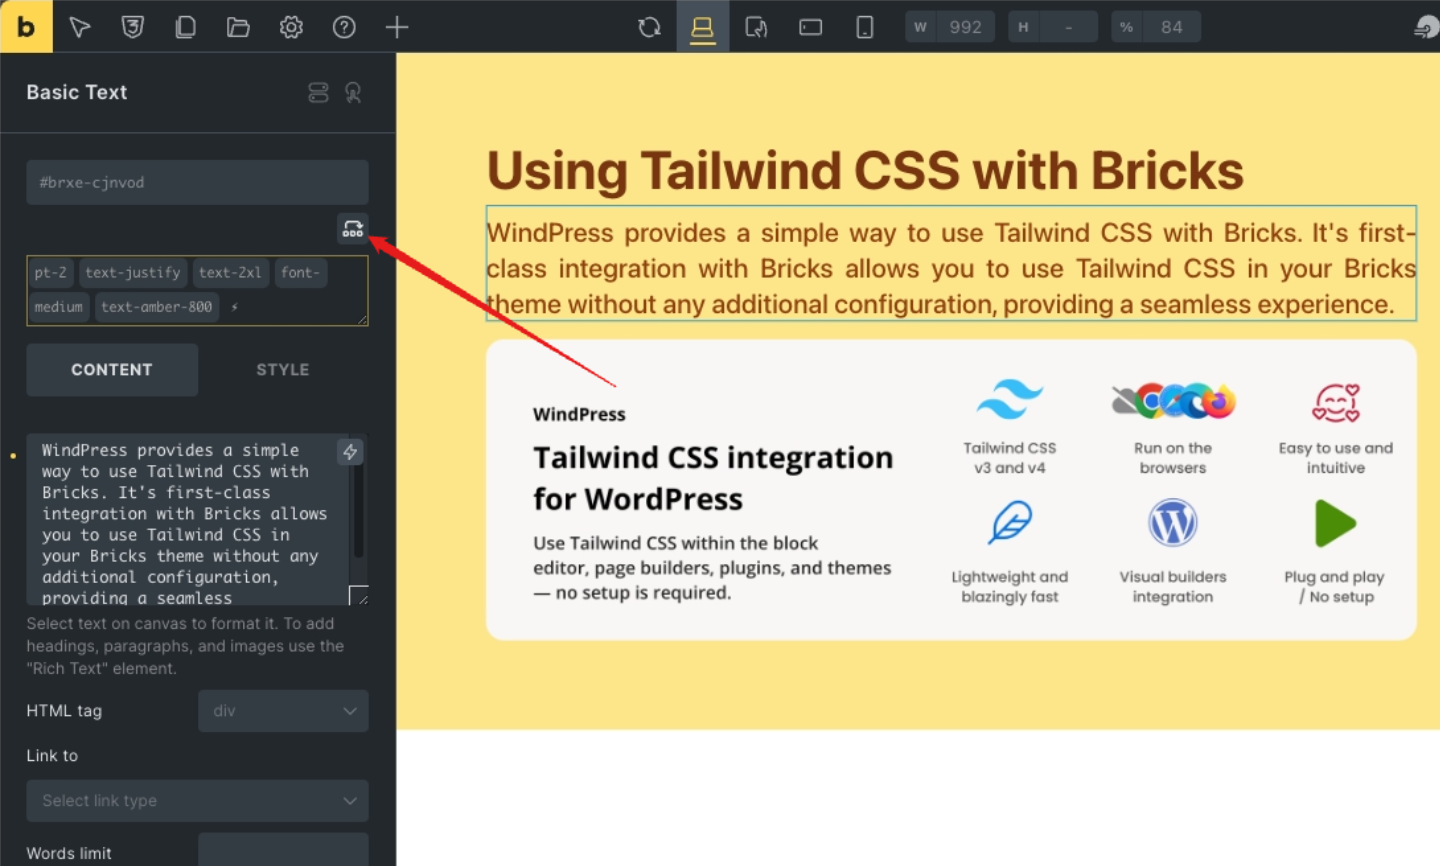 b
W 992
H -
% 84
Basic Text
#brxe-cjnvod
pt-2 text-justify text-2xl font-
medium text-amber-800
CONTENT STYLE
WindPress provides a simple
way to use Tailwind CSS with
Bricks. It's first-class
integration with Bricks allows
you to use Tailwind CSS in
your Bricks theme without any
additional configuration,
providing a seamless
Select text on canvas to format it. To add
headings, paragraphs, and images use the
"Rich Text" element.
HTML tag div
Link to
Select link type
Words limit
Using Tailwind CSS with Bricks
WindPress provides a simple way to use Tailwind CSS with Bricks. It's first-
class integration with Bricks allows you to use Tailwind CSS in your Bricks
theme without any additional configuration, providing a seamless experience.
WindPress
Tailwind CSS integration
for WordPress
Use Tailwind CSS within the block
editor, page builders, plugins, and themes
— no setup is required.
Tailwind CSS
v3 and v4
Run on the
browsers
Easy to use and
intuitive
Lightweight and
blazingly fast
Visual builders
integration
Plug and play
/ No setup